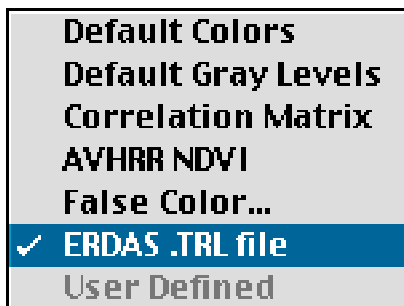 Default Colors
Default Gray Levels
Correlation Matrix
AVHRR NDVI
False Color...
ERDAS .TRL file
User Defined